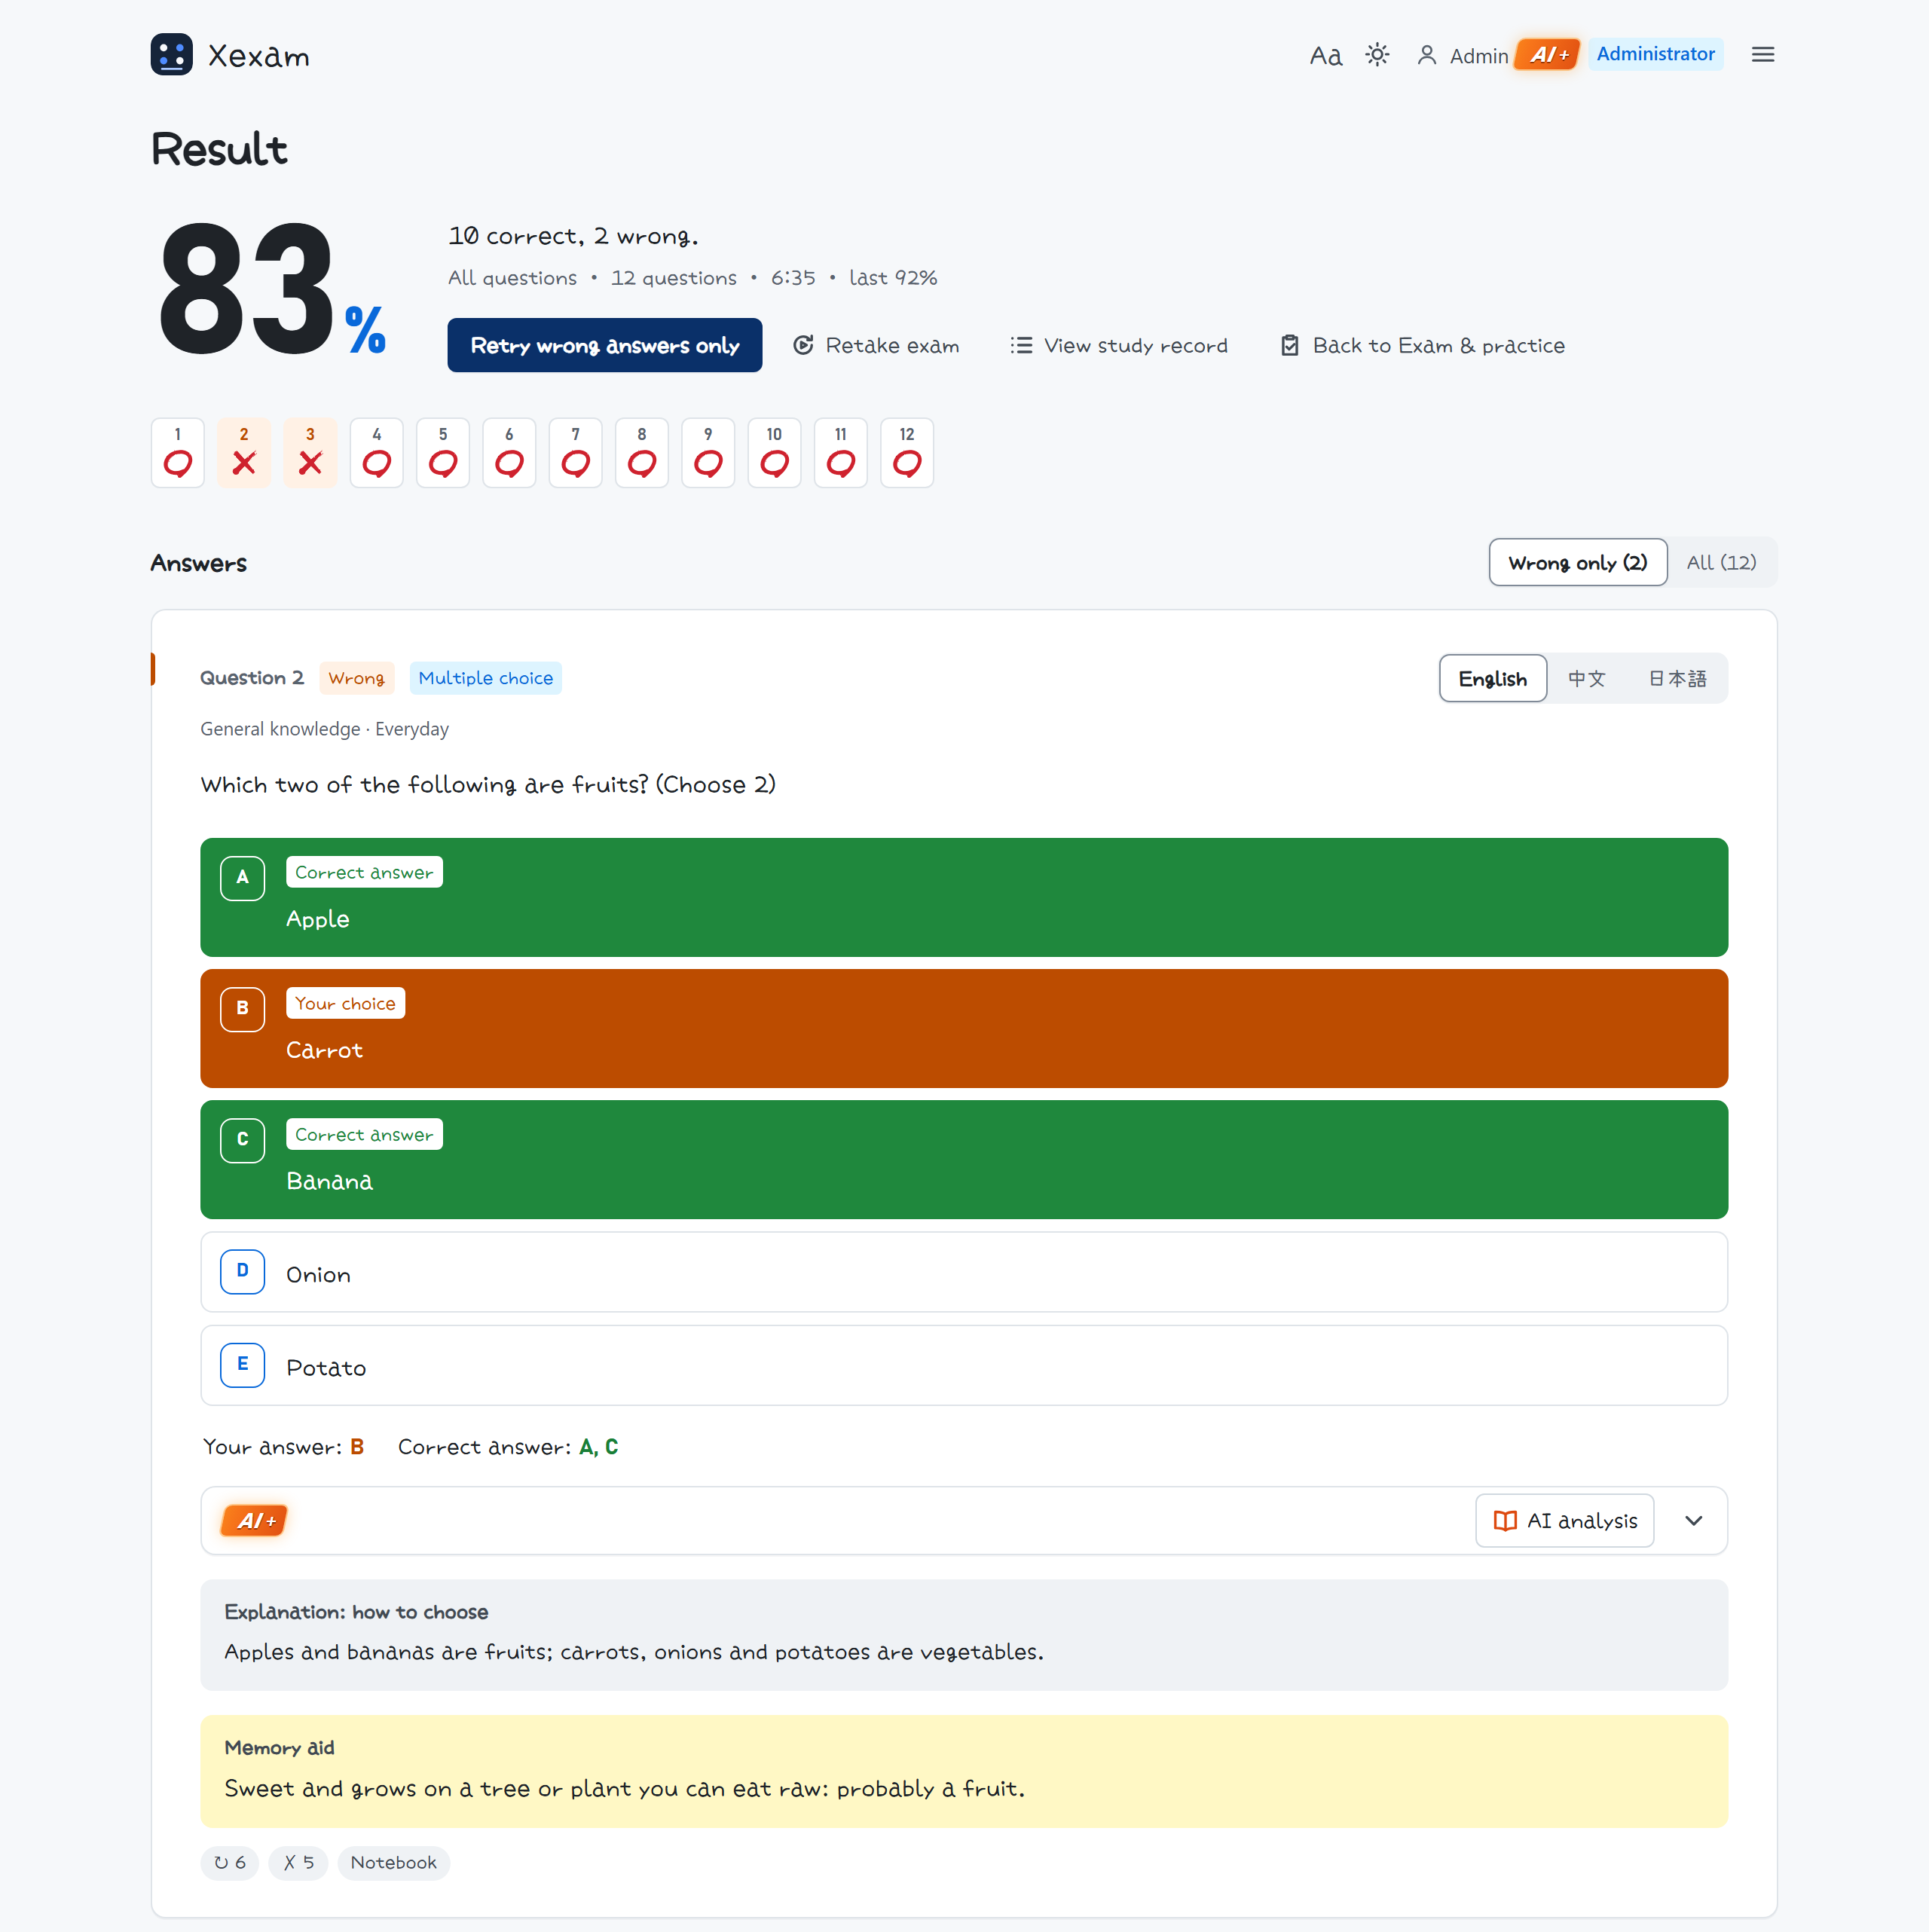 Xexam
Aa Admin AI+ Administrator
Result
83%
10 correct, 2 wrong.
All questions • 12 questions • 6:35 • last 92%
Retry wrong answers only Retake exam View study record Back to Exam & practice
1 2 3 4 5 6 7 8 9 10 11 12
Answers
Wrong only (2) All (12)
Question 2 Wrong Multiple choice
English 中文 日本語
General knowledge · Everyday
Which two of the following are fruits? (Choose 2)
A Correct answer
Apple
B Your choice
Carrot
C Correct answer
Banana
D Onion
E Potato
Your answer: B Correct answer: A, C
AI+ AI analysis
Explanation: how to choose
Apples and bananas are fruits; carrots, onions and potatoes are vegetables.
Memory aid
Sweet and grows on a tree or plant you can eat raw: probably a fruit.
↻ 6 ✗ 5 Notebook